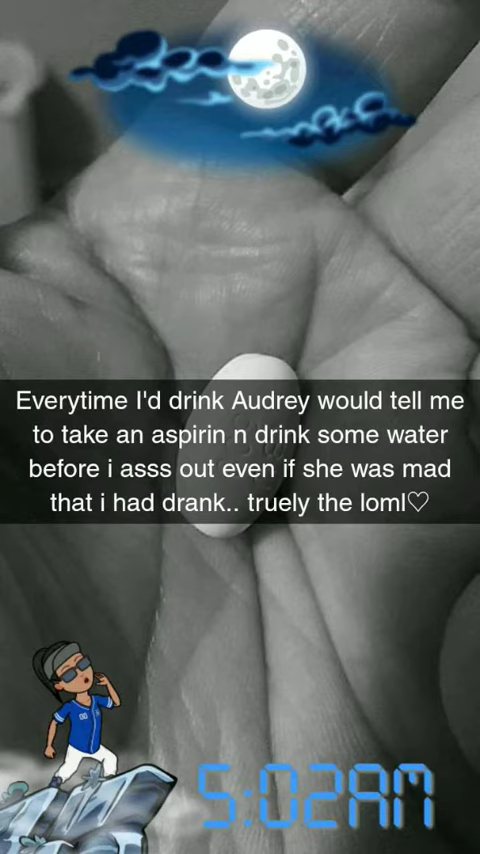 Everytime I'd drink Audrey would tell me
to take an aspirin n drink some water
before i asss out even if she was mad
that i had drank.. truely the loml♡
5:02AM